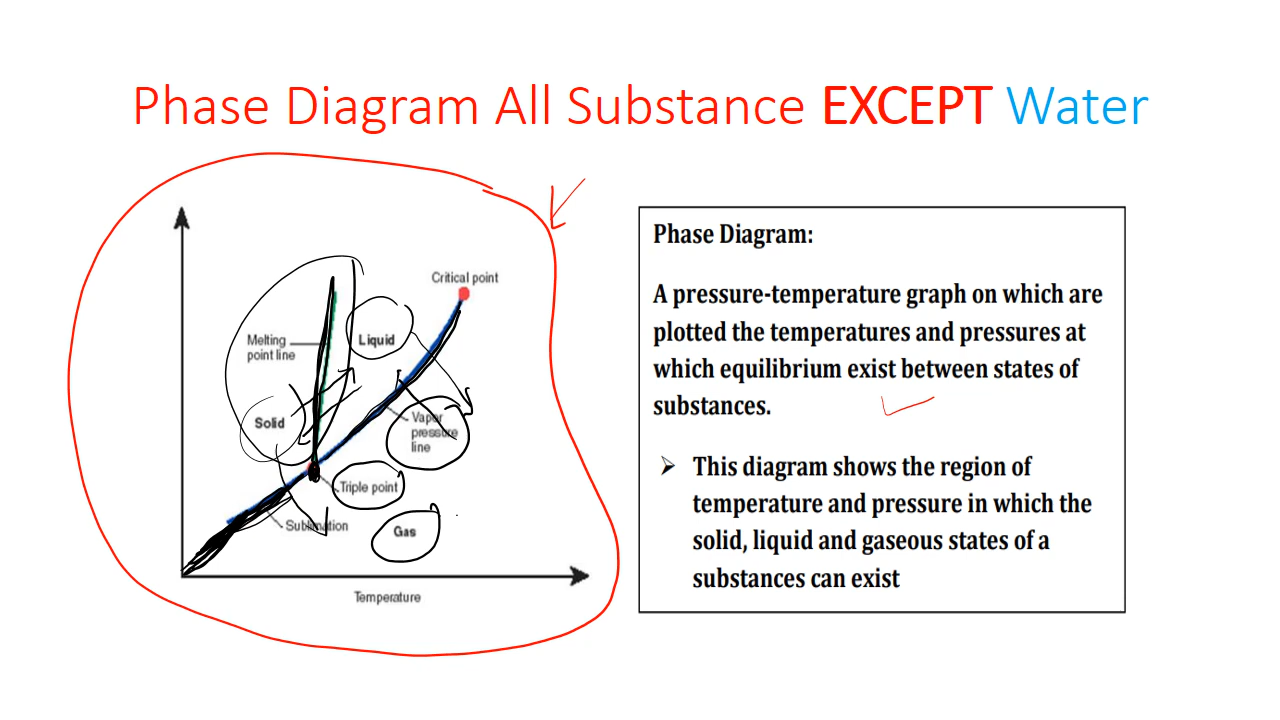 Phase Diagram All Substance EXCEPT Water
Critical point
Melting
point line
Liquid
Solid
Vapor
pressure
line
Triple point
Sublimation
Gas
Temperature
Phase Diagram:
A pressure-temperature graph on which are
plotted the temperatures and pressures at
which equilibrium exist between states of
substances.
➢ This diagram shows the region of
temperature and pressure in which the
solid, liquid and gaseous states of a
substances can exist